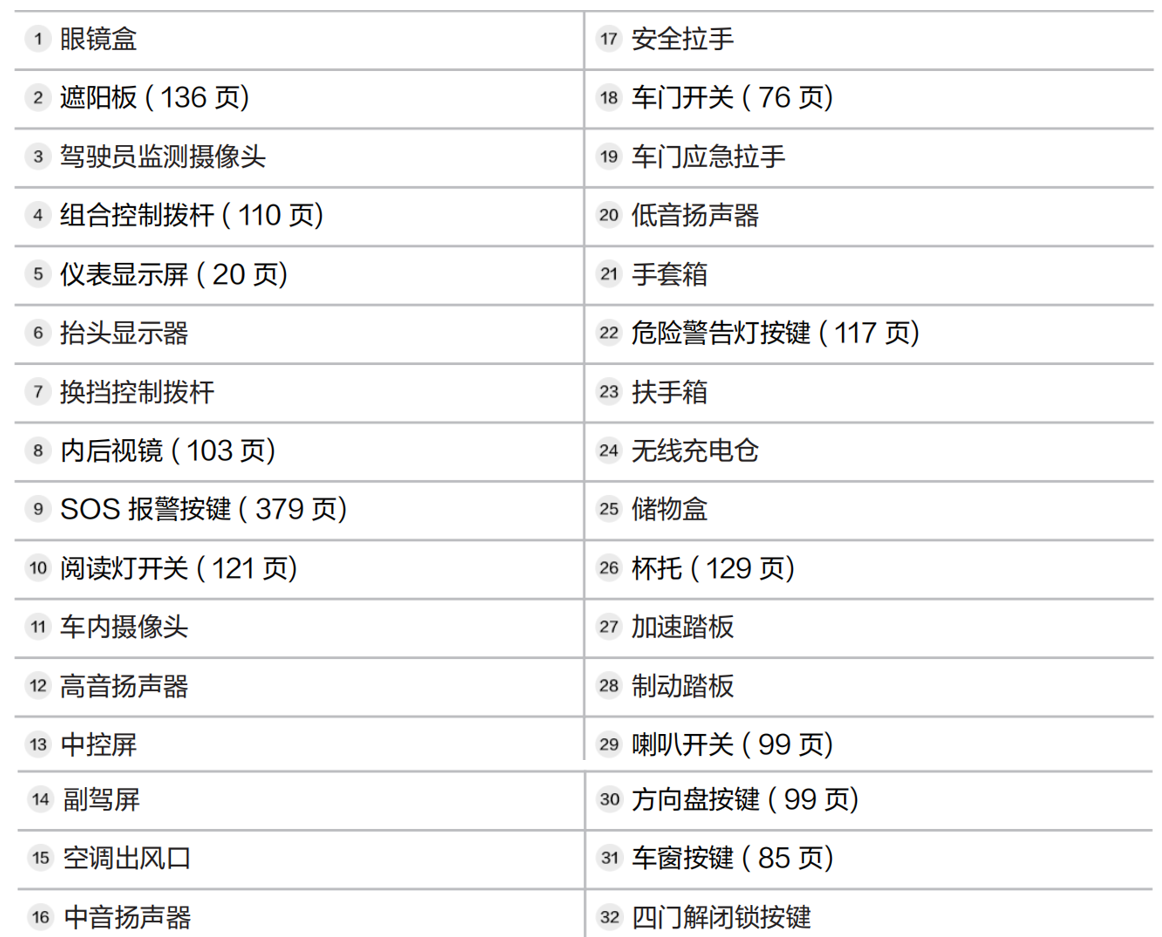 1 眼镜盒
17 安全拉手
2 遮阳板 ( 136 页)
18 车门开关 ( 76 页)
3 驾驶员监测摄像头
19 车门应急拉手
4 组合控制拨杆 ( 110 页)
20 低音扬声器
5 仪表显示屏 ( 20 页)
21 手套箱
6 抬头显示器
22 危险警告灯按键 ( 117 页)
7 换挡控制拨杆
23 扶手箱
8 内后视镜 ( 103 页)
24 无线充电仓
9 SOS 报警按键 ( 379 页)
25 储物盒
10 阅读灯开关 ( 121 页)
26 杯托 ( 129 页)
11 车内摄像头
27 加速踏板
12 高音扬声器
28 制动踏板
13 中控屏
29 喇叭开关 ( 99 页)
14 副驾屏
30 方向盘按键 ( 99 页)
15 空调出风口
31 车窗按键 ( 85 页)
16 中音扬声器
32 四门解闭锁按键